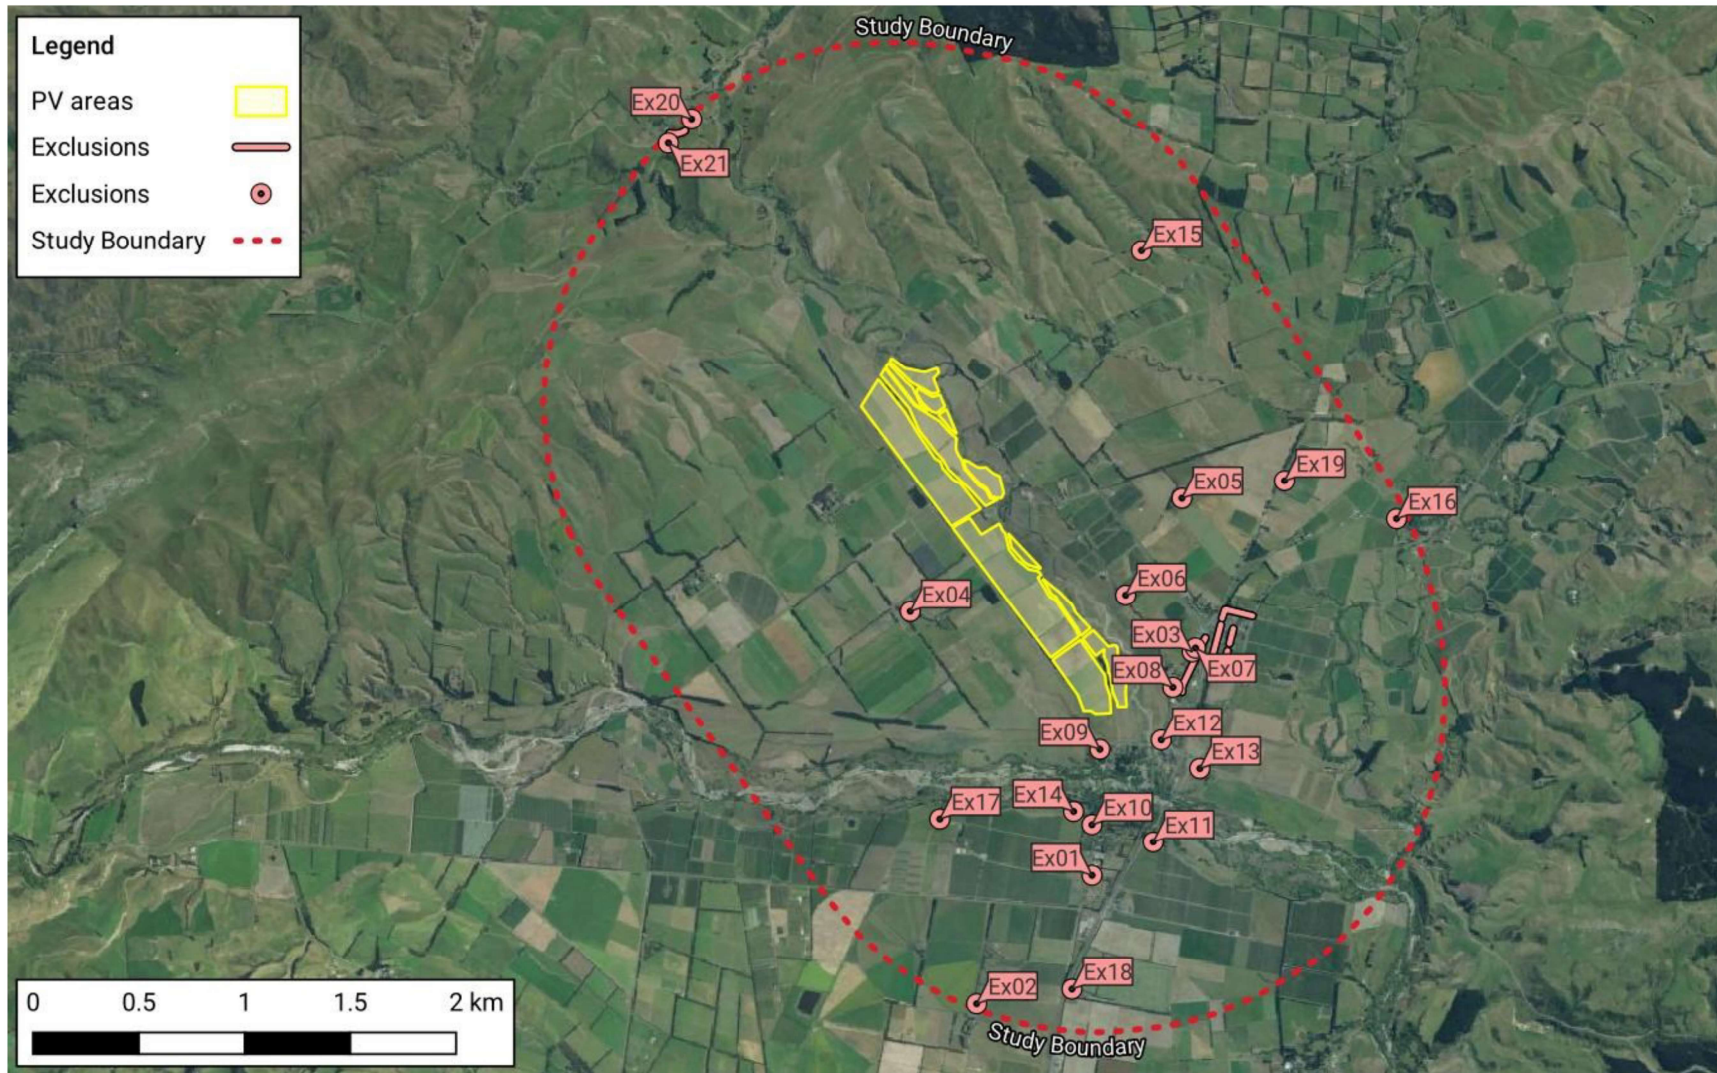 Legend
PV areas
Exclusions
Exclusions
Study Boundary
Study Boundary
Ex20
Ex21
Ex15
Ex19
Ex05
Ex16
Ex06
Ex04
Ex03
Ex07
Ex08
Ex12
Ex09
Ex13
Ex17
Ex14
Ex10
Ex11
Ex01
Ex18
Ex02
Study Boundary
0 0.5 1 1.5 2 km